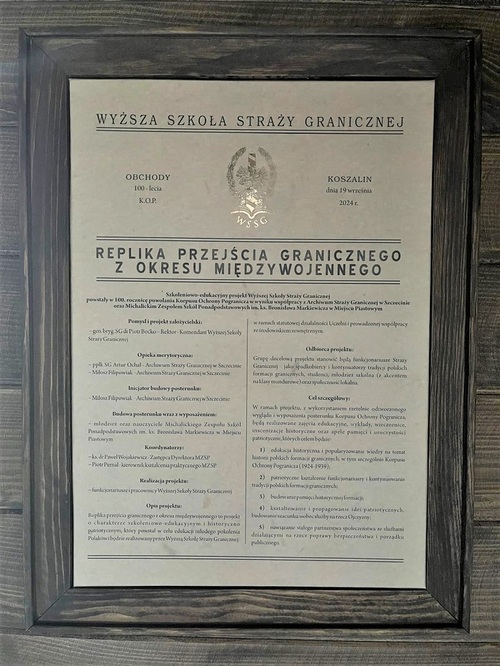 WYŻSZA SZKOŁA STRAŻY GRANICZNEJ
OBCHODY
100 - lecia
K.O.P.
WSSG
KOSZALIN
dnia 19 września
2024 r.
REPLIKA PRZEJŚCIA GRANICZNEGO
Z OKRESU MIĘDZYWOJENNEGO
Szkoleniowo-edukacyjny projekt Wyższej Szkoły Straży Granicznej
powstały w 100. rocznicę powołania Korpusu Ochrony Pogranicza w wyniku współpracy z Archiwum Straży Granicznej w Szczecinie
oraz Michalickim Zespołem Szkół Ponadpodstawowych im. ks. Bronisława Markiewicza w Miejscu Piastowym
Pomysł i projekt założycielski:
- gen. bryg. SG dr Piotr Boćko - Rektor - Komendant Wyższej Szkoły
Straży Granicznej
Opieka merytoryczna:
- ppłk SG Artur Ochał - Archiwum Straży Granicznej w Szczecinie
- Miłosz Filipowiak - Archiwum Straży Granicznej w Szczecinie
Inicjator budowy posterunku:
- Miłosz Filipowiak - Archiwum Straży Granicznej w Szczecinie
Budowa posterunku wraz z wyposażeniem:
- młodzież oraz nauczyciele Michalickiego Zespołu Szkół
Ponadpodstawowych im. ks. Bronisława Markiewicza w Miejscu
Piastowym
Koordynatorzy:
- ks. dr Paweł Wojakiewicz - Zastępca Dyrektora MZSP
- Piotr Pernal - kierownik kształcenia praktycznego MZSP
Realizacja projektu:
- funkcjonariusze i pracownicy Wyższej Szkoły Straży Granicznej
Opis projektu:
Replika przejścia granicznego z okresu międzywojennego to projekt
o charakterze szkoleniowo-edukacyjnym i historyczno
patriotycznym, który powstał w celu edukacji młodego pokolenia
Polaków i będzie realizowany przez Wyższą Szkołę Straży Granicznej
w ramach statutowej działalności Uczelni i prowadzonej współpracy
ze środowiskiem zewnętrznym.
Odbiorca projektu:
Grupę docelową projektu stanowić będą funkcjonariusze Straży
Granicznej - jako spadkobiercy i kontynuatorzy tradycji polskich
formacji granicznych, studenci, młodzież szkolna (z akcentem
na klasy mundurowe) oraz społeczność lokalna.
Cel szczegółowy:
W ramach projektu, z wykorzystaniem rzetelnie odtworzonego
wyglądu i wyposażenia posterunku Korpusu Ochrony Pogranicza,
będą realizowane zajęcia edukacyjne, wykłady, wieczornice,
inscenizacje historyczne oraz apele pamięci i uroczystości
patriotyczne, których celem będzie:
1) edukacja historyczna i popularyzowanie wiedzy na temat
historii polskich formacji granicznych, w tym szczególnie Korpusu
Ochrony Pogranicza (1924-1939);
2) patriotyczne kształcenie funkcjonariuszy i kontynuowanie
tradycji polskich formacji granicznych;
3) budowanie pamięci historycznej formacji;
4) kształtowanie i propagowanie idei patriotycznych,
budowanie szacunku wobec służby na rzecz Ojczyzny;
5) nawiązanie stałego partnerstwa społeczeństwa ze służbami
działającymi na rzecz poprawy bezpieczeństwa i porządku
publicznego.